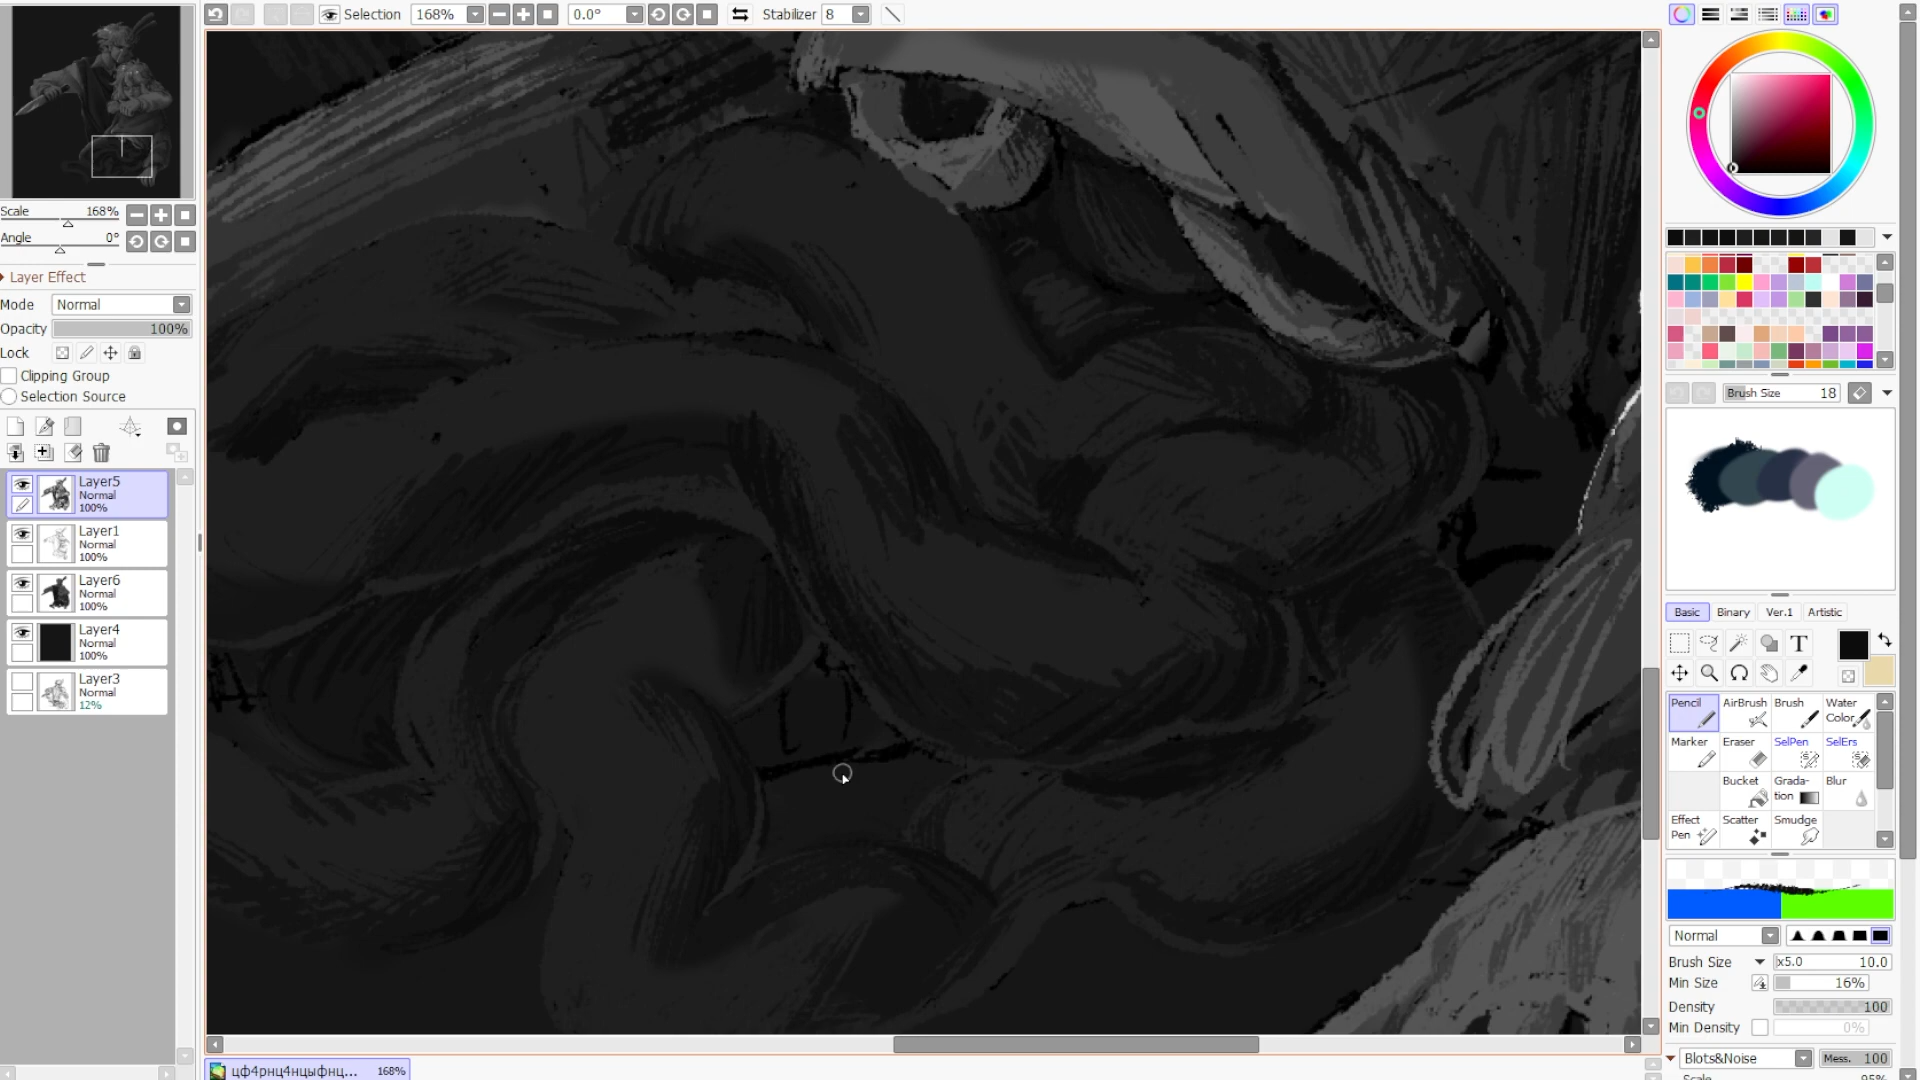 Selection 168% 0.0° Stabilizer 8
Scale 168%
Angle 0°
Layer Effect
Mode Normal
Opacity 100%
Lock
Clipping Group
Selection Source
Layer5
Normal
100%
Layer1
Normal
100%
Layer6
Normal
100%
Layer4
Normal
100%
Layer3
Normal
12%
цф4рнц4нцыфнц... 168%
Brush Size 18
Basic Binary Ver.1 Artistic
T
Pencil AirBrush Brush Water Color
Marker Eraser SelPen SelErs
Bucket Grada-tion Blur
Effect Pen Scatter Smudge
Normal
Brush Size x5.0 10.0
Min Size 16%
Density 100
Min Density 0%
Blots&Noise Mess. 100
Scale 95%